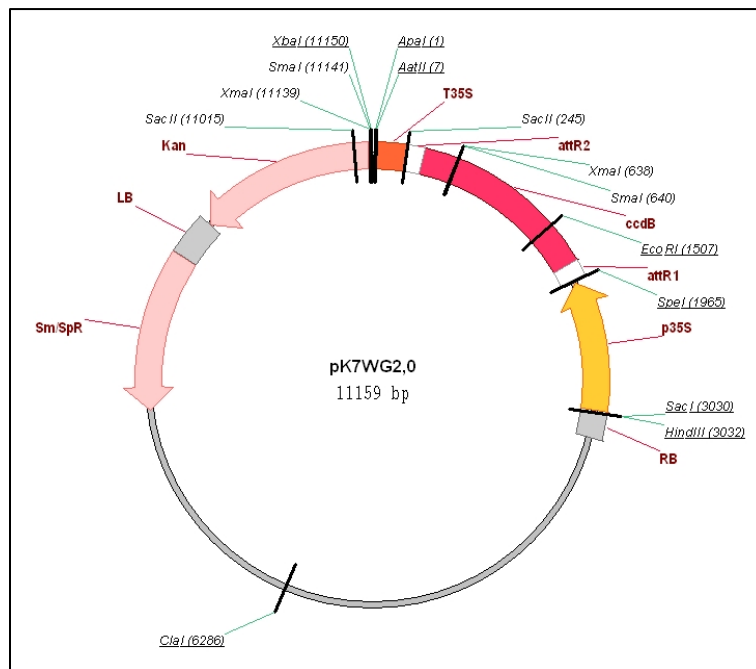 XbaI (11150)
ApaI (1)
SmaI (11141)
AatII (7)
XmaI (11139)
T35S
SacII (11015)
SacII (245)
Kan
attR2
XmaI (638)
SmaI (640)
LB
ccdB
EcoRI (1507)
attR1
SpeI (1965)
Sm/SpR
p35S
pK7WG2,0
11159 bp
SacI (3030)
HindIII (3032)
RB
ClaI (6286)